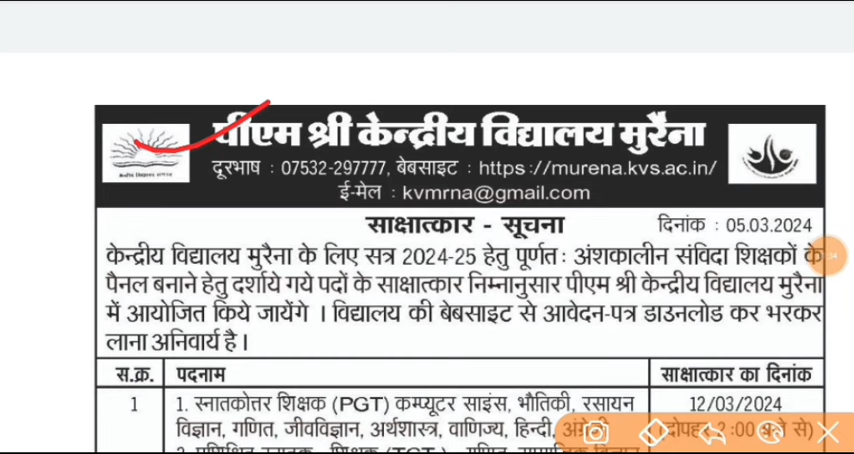 पीएम श्री केन्द्रीय विद्यालय मुरैना
दूरभाष : 07532-297777, बेबसाइट : https://murena.kvs.ac.in/
ई-मेल : kvmrna@gmail.com
साक्षात्कार - सूचना
दिनांक : 05.03.2024
केन्द्रीय विद्यालय मुरैना के लिए सत्र 2024-25 हेतु पूर्णतः अंशकालीन संविदा शिक्षकों के
पैनल बनाने हेतु दर्शाये गये पदों के साक्षात्कार निम्नानुसार पीएम श्री केन्द्रीय विद्यालय मुरैना
में आयोजित किये जायेंगे । विद्यालय की बेबसाइट से आवेदन-पत्र डाउनलोड कर भरकर
लाना अनिवार्य है।
स.क्र. पदनाम साक्षात्कार का दिनांक
1 1. स्नातकोत्तर शिक्षक (PGT) कम्प्यूटर साइंस, भौतिकी, रसायन 12/03/2024
विज्ञान, गणित, जीवविज्ञान, अर्थशास्त्र, वाणिज्य, हिन्दी,